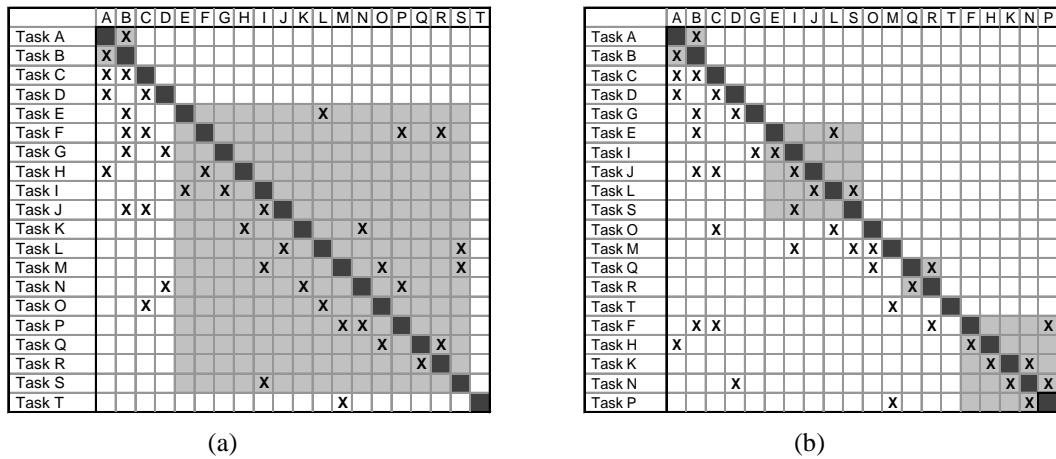 A B C D E F G H I J K L M N O P Q R S T
Task A X
Task B X
Task C X X
Task D X X
Task E X X
Task F X X X X
Task G X X
Task H X X
Task I X X
Task J X X X
Task K X X
Task L X X
Task M X X X
Task N X X X
Task O X X
Task P X X
Task Q X X
Task R X
Task S X
Task T X
(a)
A B C D G E I J L S O M Q R T F H K N P
Task A X
Task B X
Task C X X
Task D X X
Task G X X
Task E X X
Task I X X
Task J X X X
Task L X X
Task S X
Task O X X
Task M X X X
Task Q X X
Task R X
Task T X
Task F X X X X
Task H X X
Task K X X
Task N X X X
Task P X X
(b)